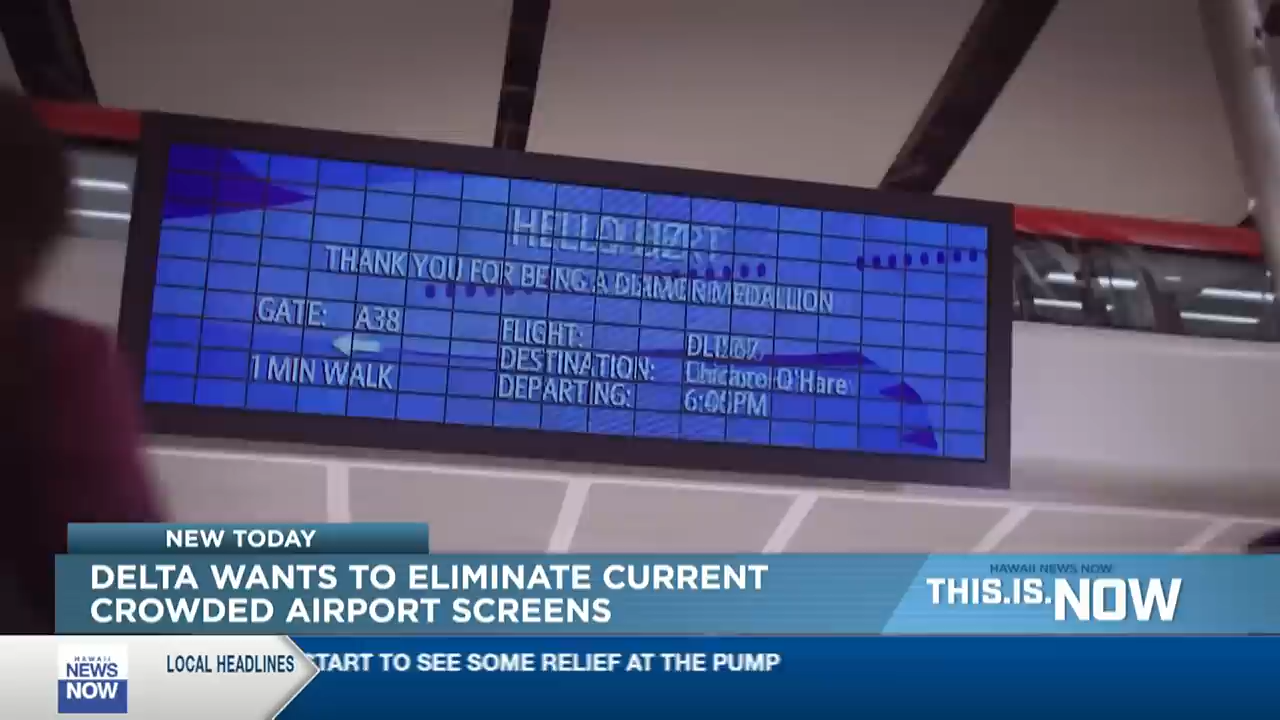 THANK YOU FOR BEING A MEDALLION
GATE: A38
1 MIN WALK
FLIGHT:
DESTINATION: O'Hare
DEPARTING: PM
NEW TODAY
DELTA WANTS TO ELIMINATE CURRENT
CROWDED AIRPORT SCREENS
HAWAII NEWS NOW
THIS.IS.NOW
HAWAII
NEWS
NOW
LOCAL HEADLINES
START TO SEE SOME RELIEF AT THE PUMP